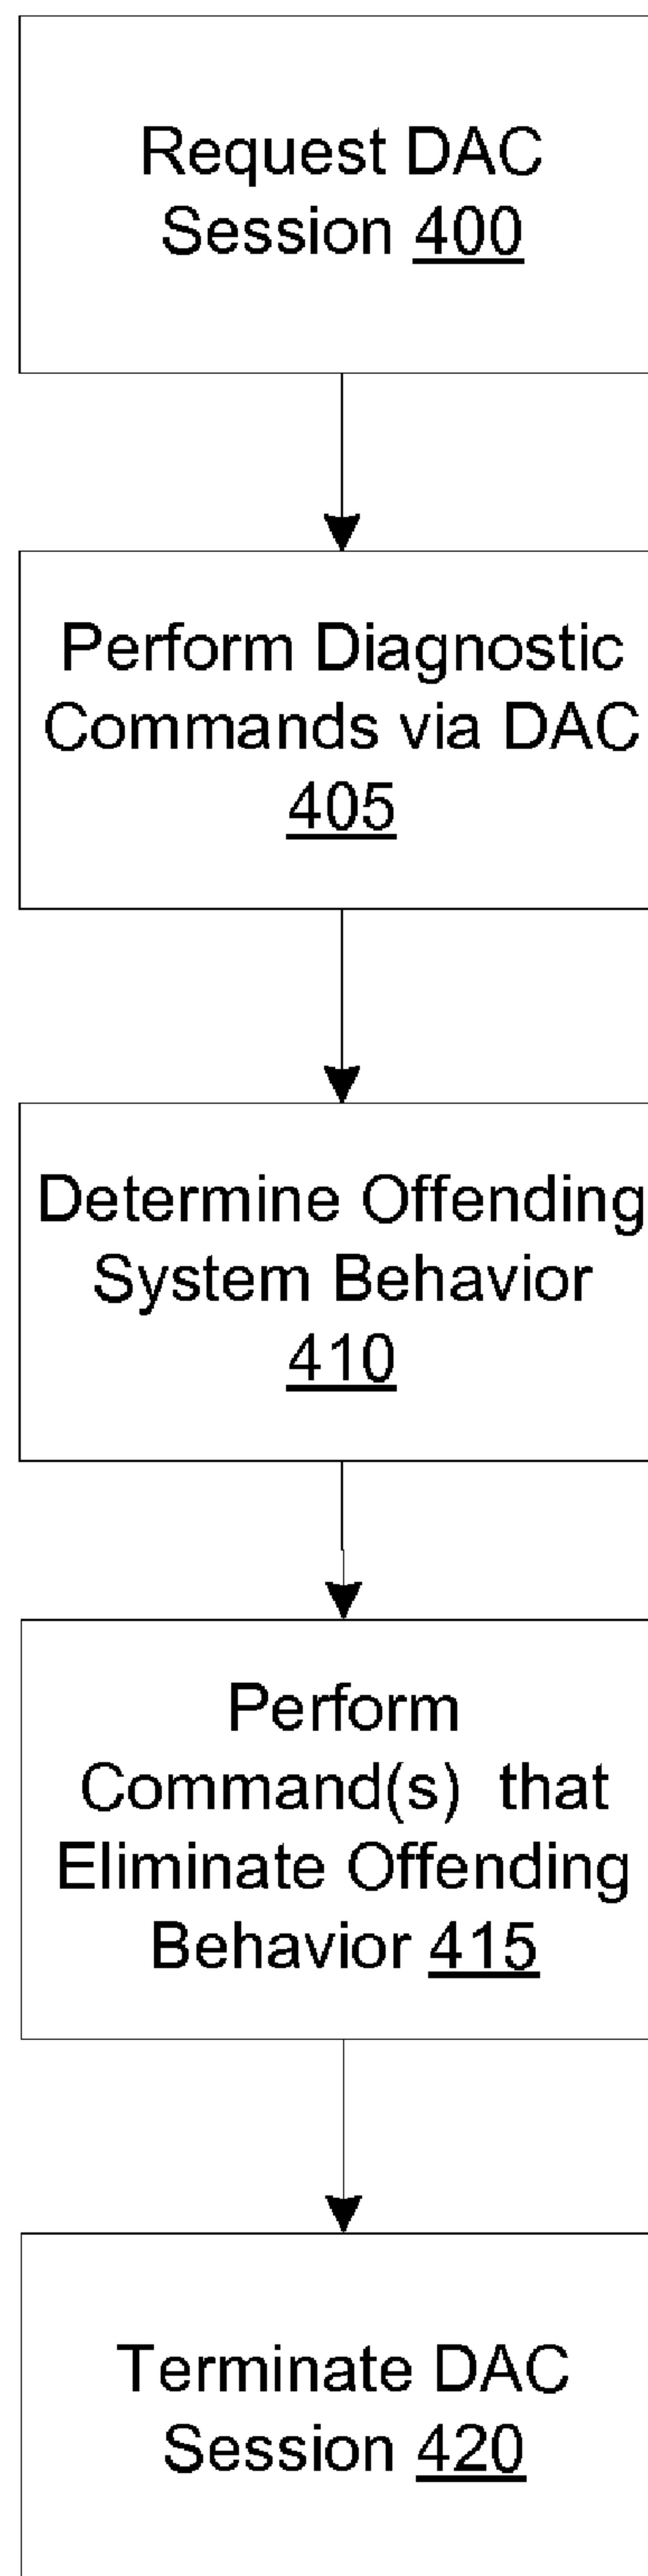 Request DAC
Session 400
Perform Diagnostic
Commands via DAC
405
Determine Offending
System Behavior
410
Perform
Command(s) that
Eliminate Offending
Behavior 415
Terminate DAC
Session 420